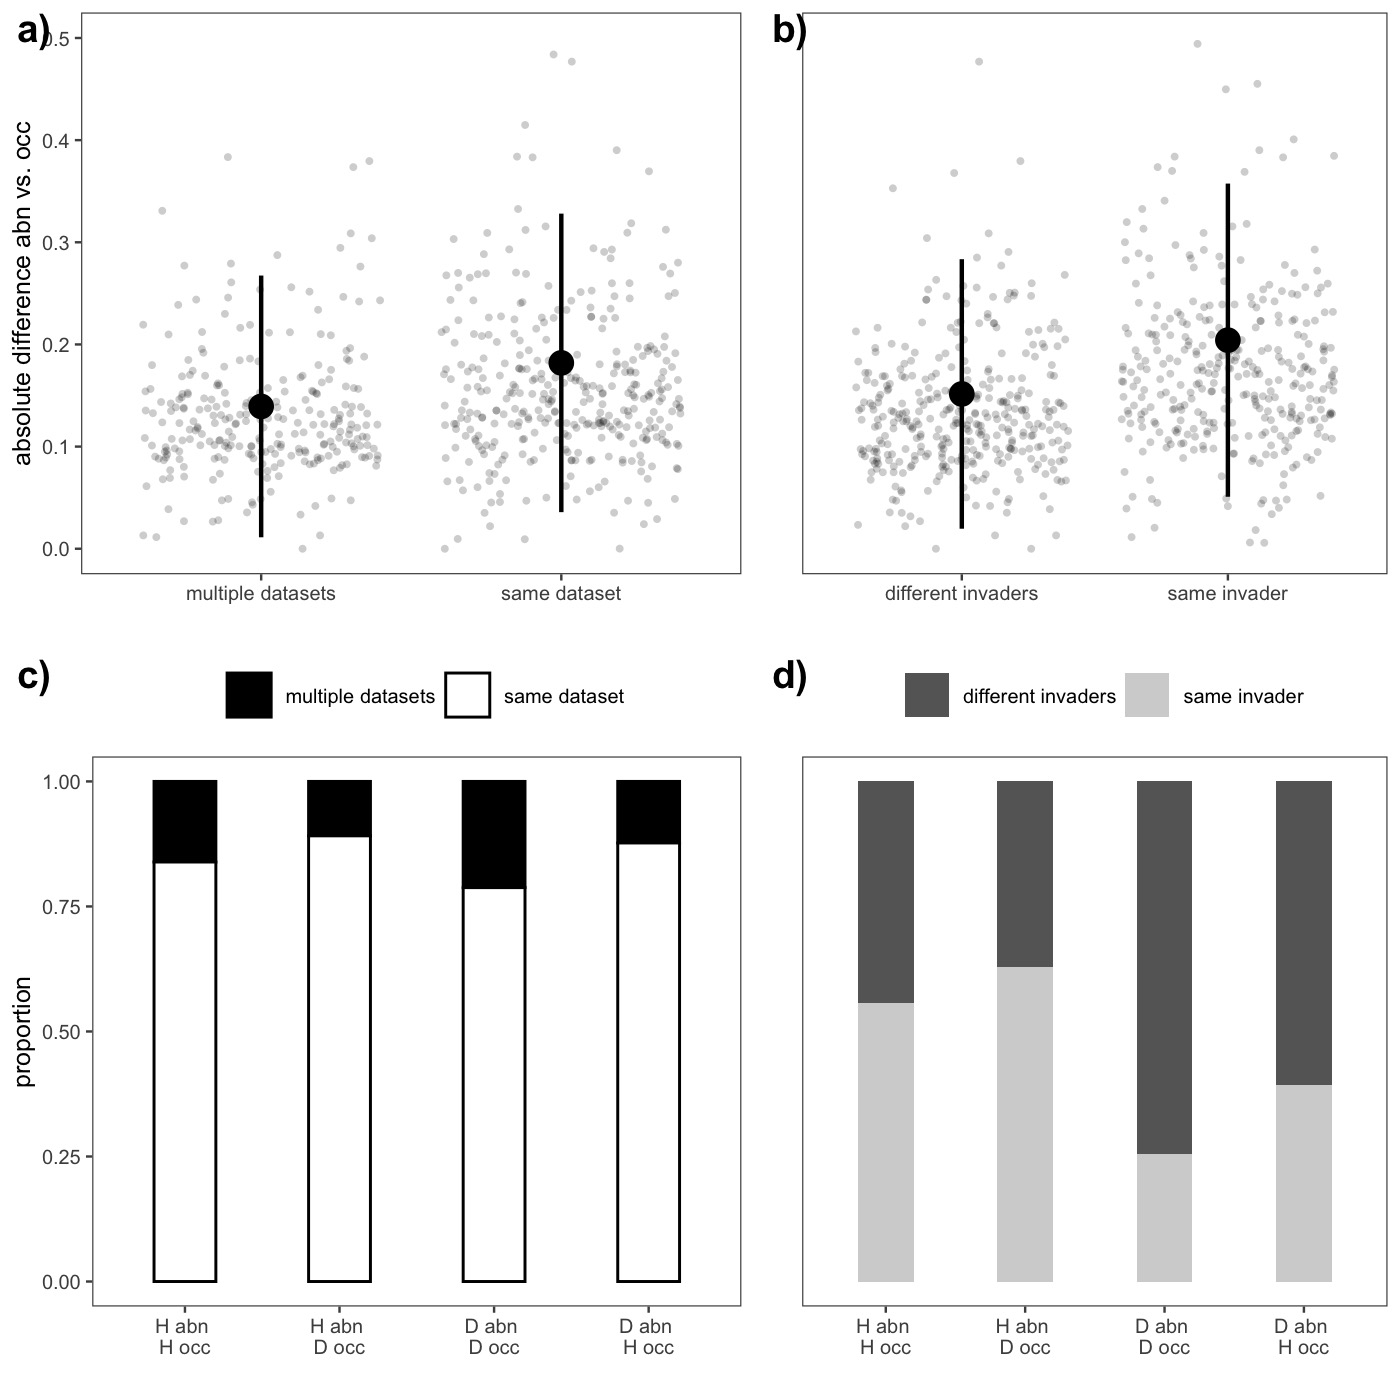 a)
b)
0.5
0.4
0.3
0.2
0.1
0.0
absolute difference abn vs. occ
multiple datasets
same dataset
different invaders
same invader
c)
multiple datasets
same dataset
d)
different invaders
same invader
1.00
0.75
0.50
0.25
0.00
proportion
H abn
H occ
H abn
D occ
D abn
D occ
D abn
H occ
H abn
H occ
H abn
D occ
D abn
D occ
D abn
H occ